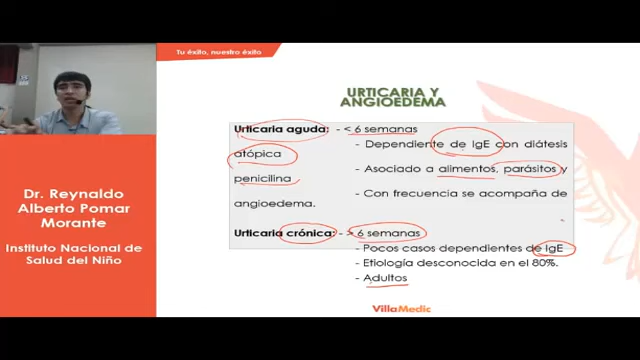 Tu éxito, nuestro éxito
URTICARIA Y
ANGIOEDEMA
Urticaria aguda: - < 6 semanas
- Dependiente de IgE con diátesis
atópica
- Asociado a alimentos, parásitos y
penicilina
- Con frecuencia se acompaña de
angioedema.
Urticaria crónica: - > 6 semanas
- Pocos casos dependientes de IgE
- Etiología desconocida en el 80%.
- Adultos
Dr. Reynaldo
Alberto Pomar
Morante
Instituto Nacional de
Salud del Niño
VillaMedic